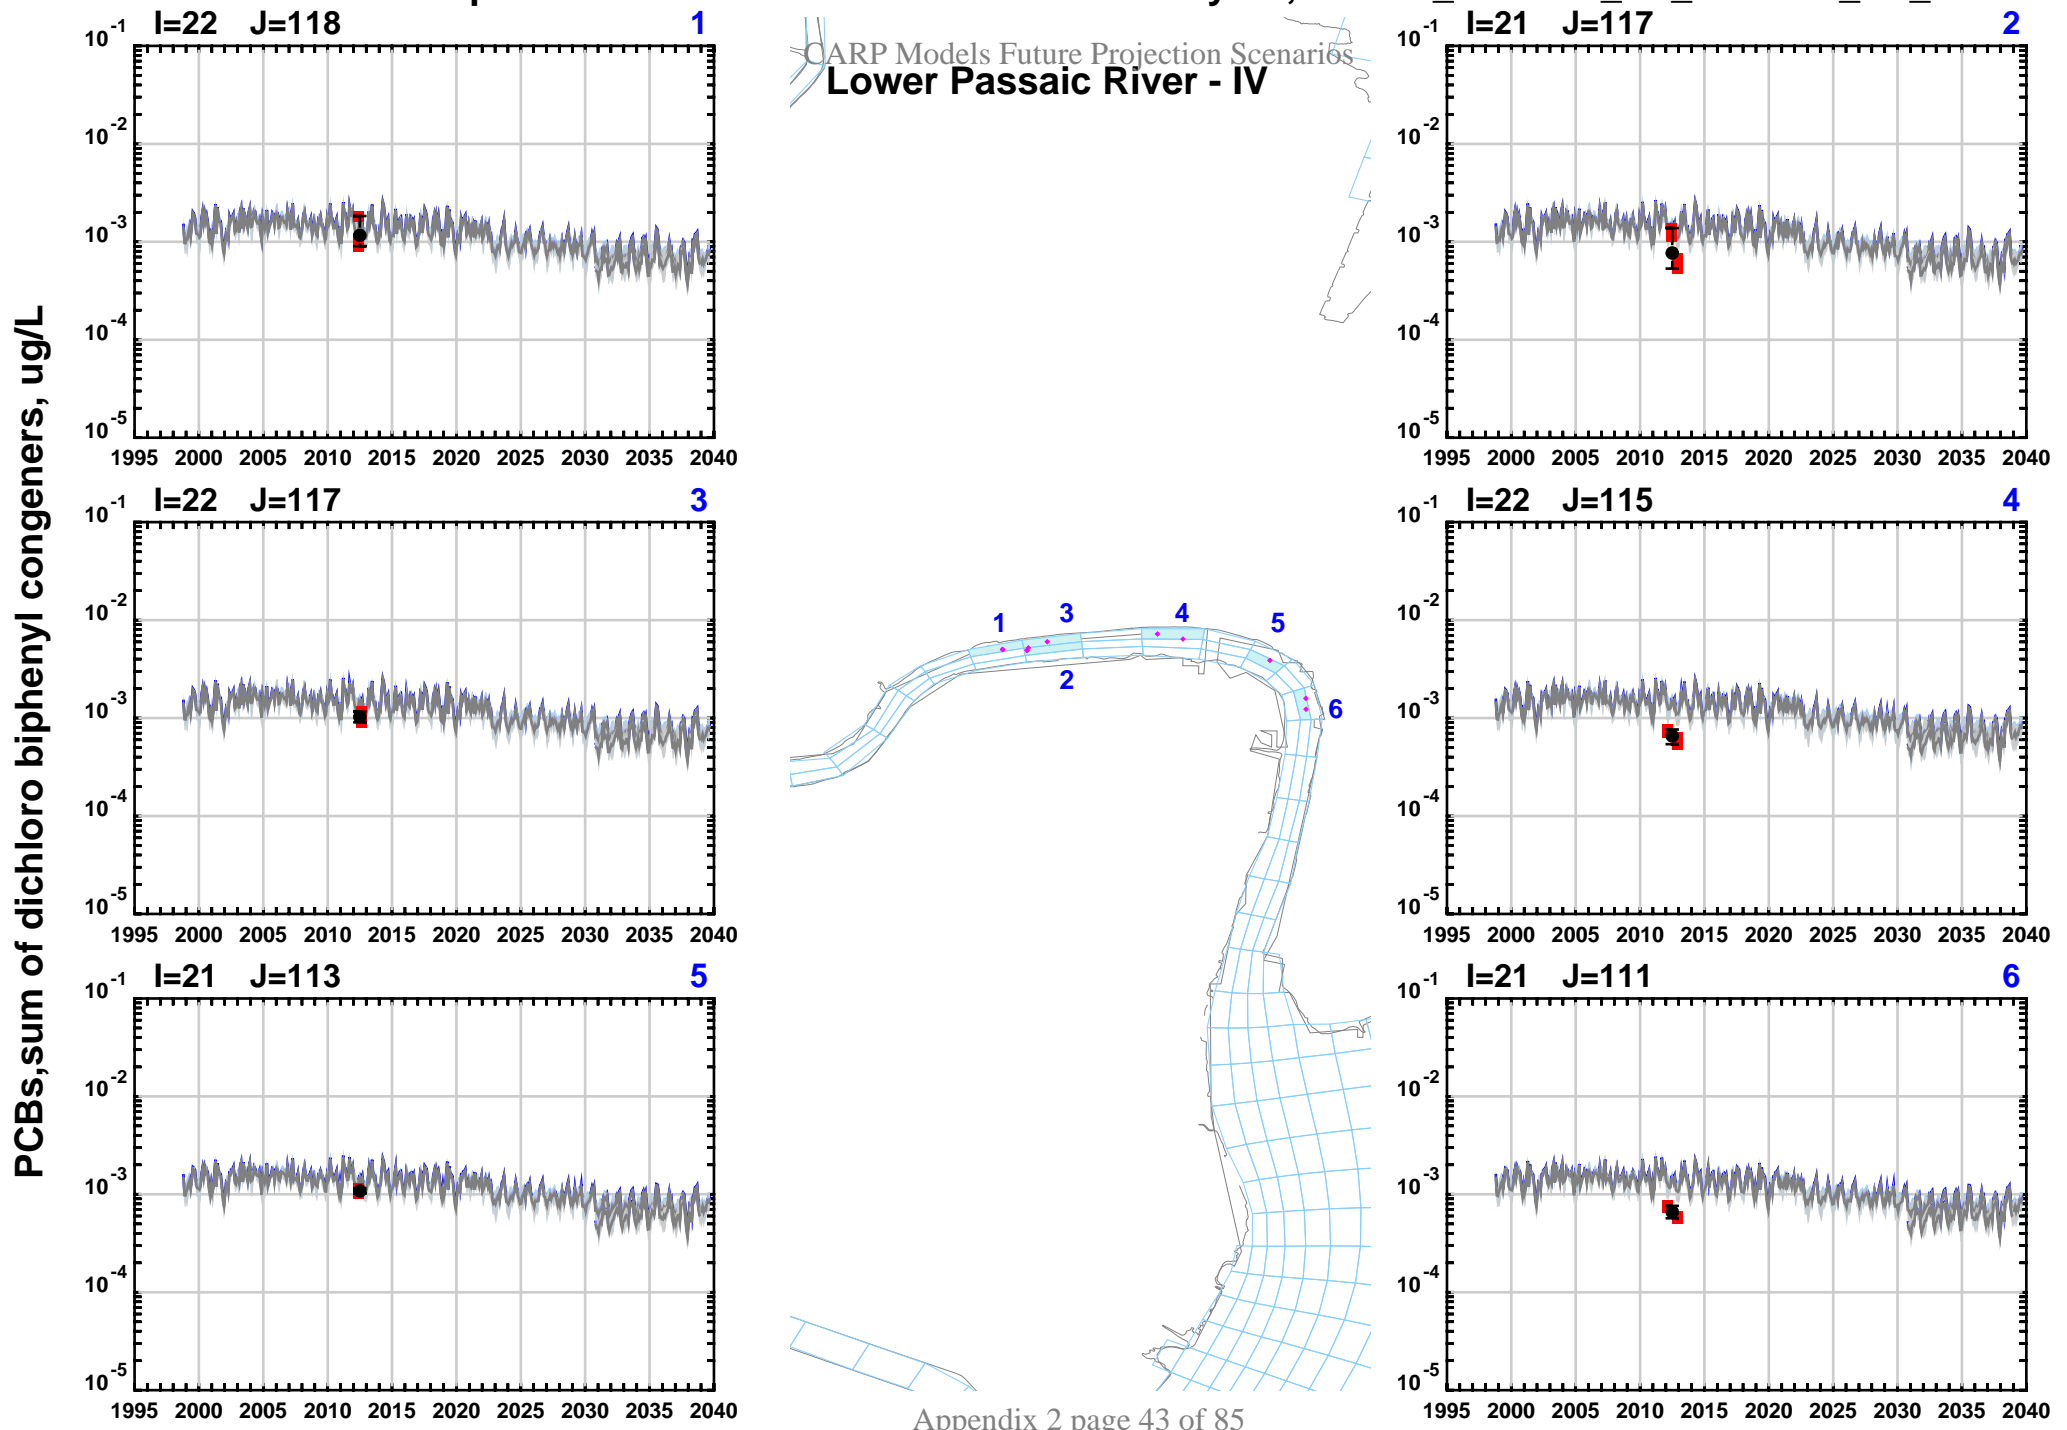 CARP Models Future Projection Scenarios
Lower Passaic River - IV
PCBs,sum of dichloro biphenyl congeners, ug/L
I=22 J=118 1
10-1
10-2
10-3
10-4
10-5
1995 2000 2005 2010 2015 2020 2025 2030 2035 2040
I=21 J=117 2
10-1
10-2
10-3
10-4
10-5
1995 2000 2005 2010 2015 2020 2025 2030 2035 2040
I=22 J=117 3
10-1
10-2
10-3
10-4
10-5
1995 2000 2005 2010 2015 2020 2025 2030 2035 2040
1
3
4
5
2
6
I=22 J=115 4
10-1
10-2
10-3
10-4
10-5
1995 2000 2005 2010 2015 2020 2025 2030 2035 2040
I=21 J=113 5
10-1
10-2
10-3
10-4
10-5
1995 2000 2005 2010 2015 2020 2025 2030 2035 2040
I=21 J=111 6
10-1
10-2
10-3
10-4
10-5
1995 2000 2005 2010 2015 2020 2025 2030 2035 2040
Appendix 2 page 43 of 85